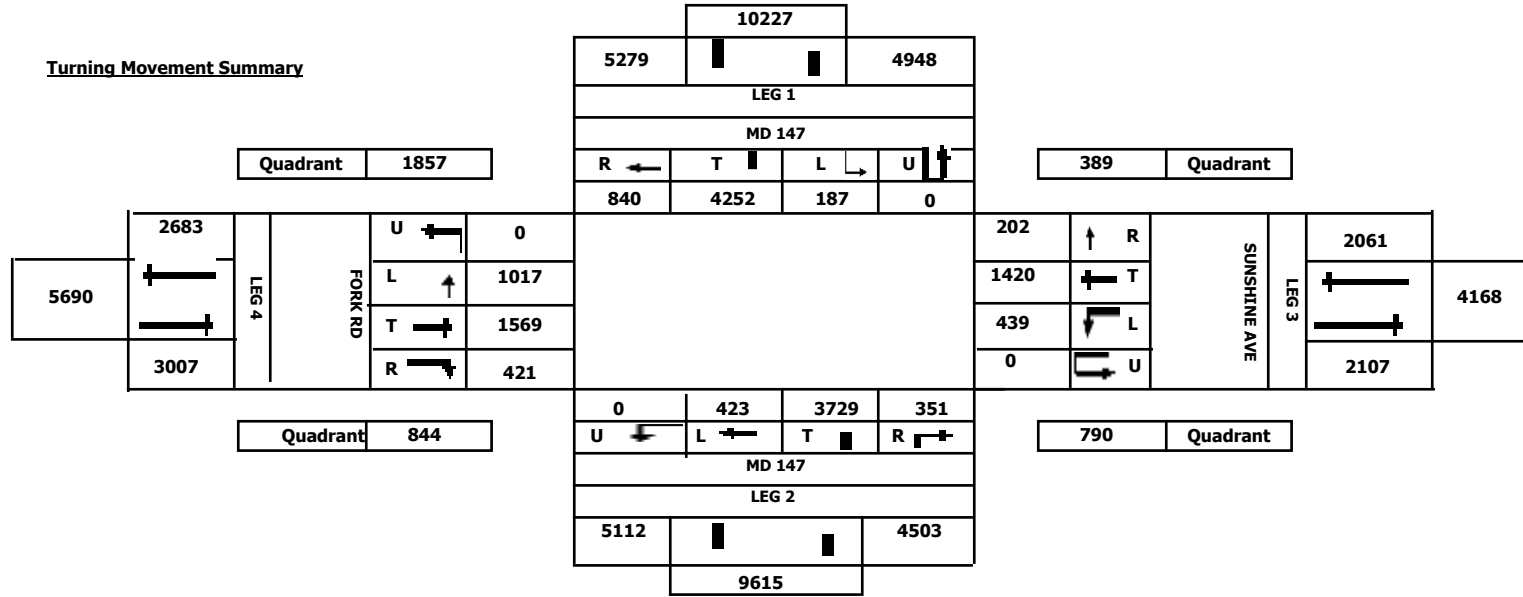 10227
5279 4948
Turning Movement Summary
LEG 1
MD 147
Quadrant 1857
R T L U
389 Quadrant
840 4252 187 0
2683 U 0 202 R 2061
5690 LEG 4 FORK RD L 1017 1420 T SUNSHINE AVE LEG 3 4168
T 1569 439 L
3007 R 421 0 U 2107
0 423 3729 351
Quadrant 844
U L T R
790 Quadrant
MD 147
LEG 2
5112 4503
9615